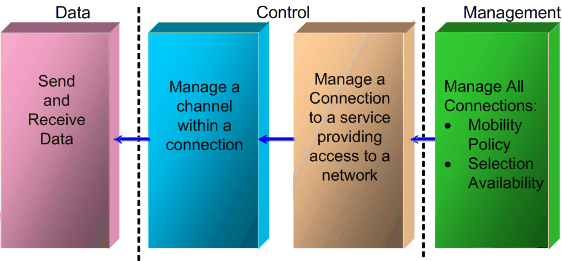 Data
Control
Management
Send
and
Receive
Data
Manage a
channel
within a
connection
Manage a
Connection
to a service
providing
access to a
network
Manage All
Connections:
• Mobility
Policy
• Selection
Availability